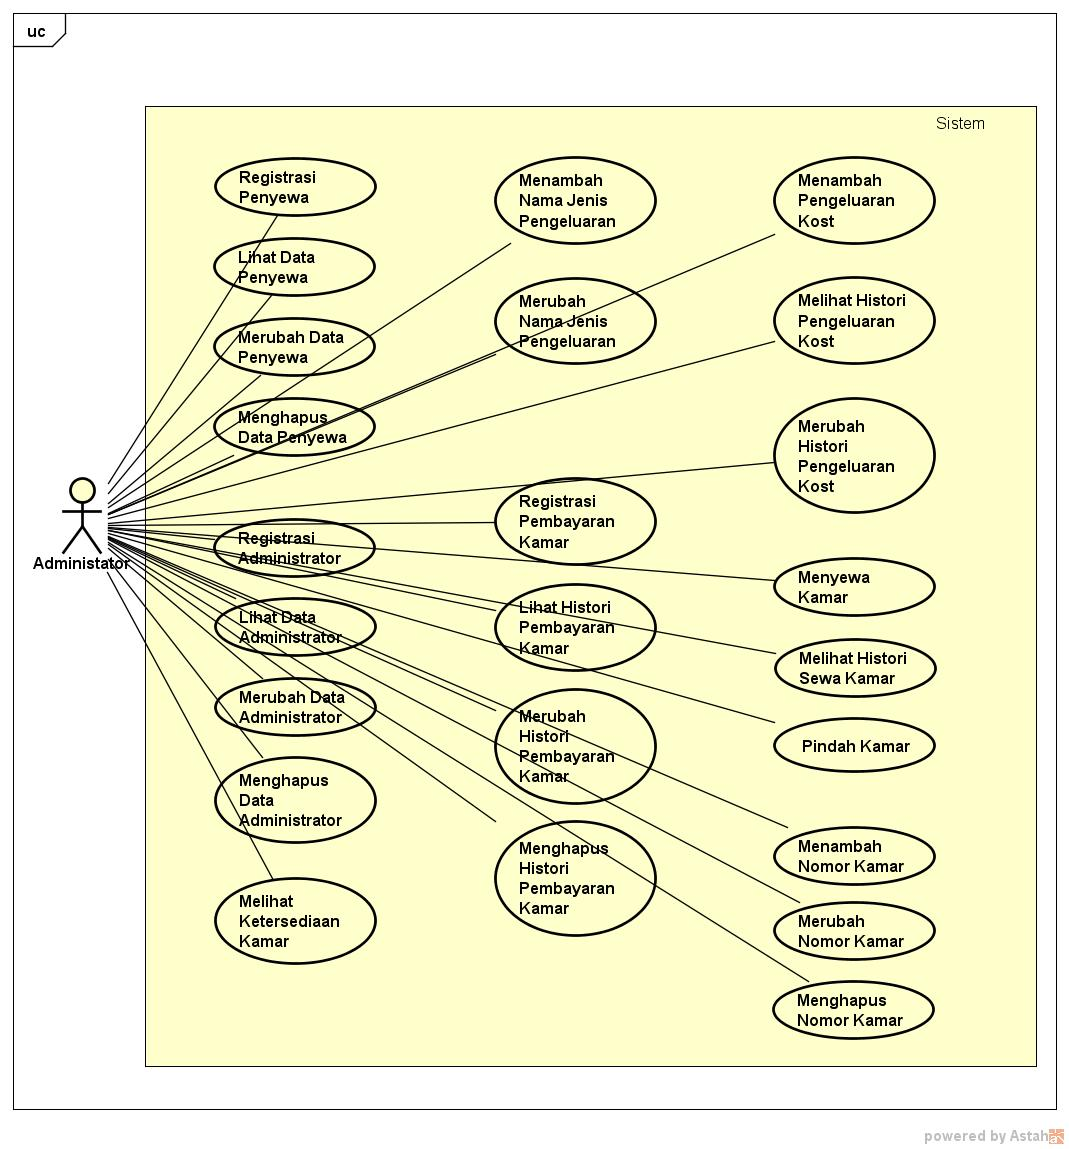 uc
Sistem
Administator
Registrasi
Penyewa
Lihat Data
Penyewa
Merubah Data
Penyewa
Menghapus
Data Penyewa
Registrasi
Administrator
Lihat Data
Administrator
Merubah Data
Administrator
Menghapus
Data
Administrator
Melihat
Ketersediaan
Kamar
Menambah
Nama Jenis
Pengeluaran
Merubah
Nama Jenis
Pengeluaran
Registrasi
Pembayaran
Kamar
Lihat Histori
Pembayaran
Kamar
Merubah
Histori
Pembayaran
Kamar
Menghapus
Histori
Pembayaran
Kamar
Menambah
Pengeluaran
Kost
Melihat Histori
Pengeluaran
Kost
Merubah
Histori
Pengeluaran
Kost
Menyewa
Kamar
Melihat Histori
Sewa Kamar
Pindah Kamar
Menambah
Nomor Kamar
Merubah
Nomor Kamar
Menghapus
Nomor Kamar
powered by Astah